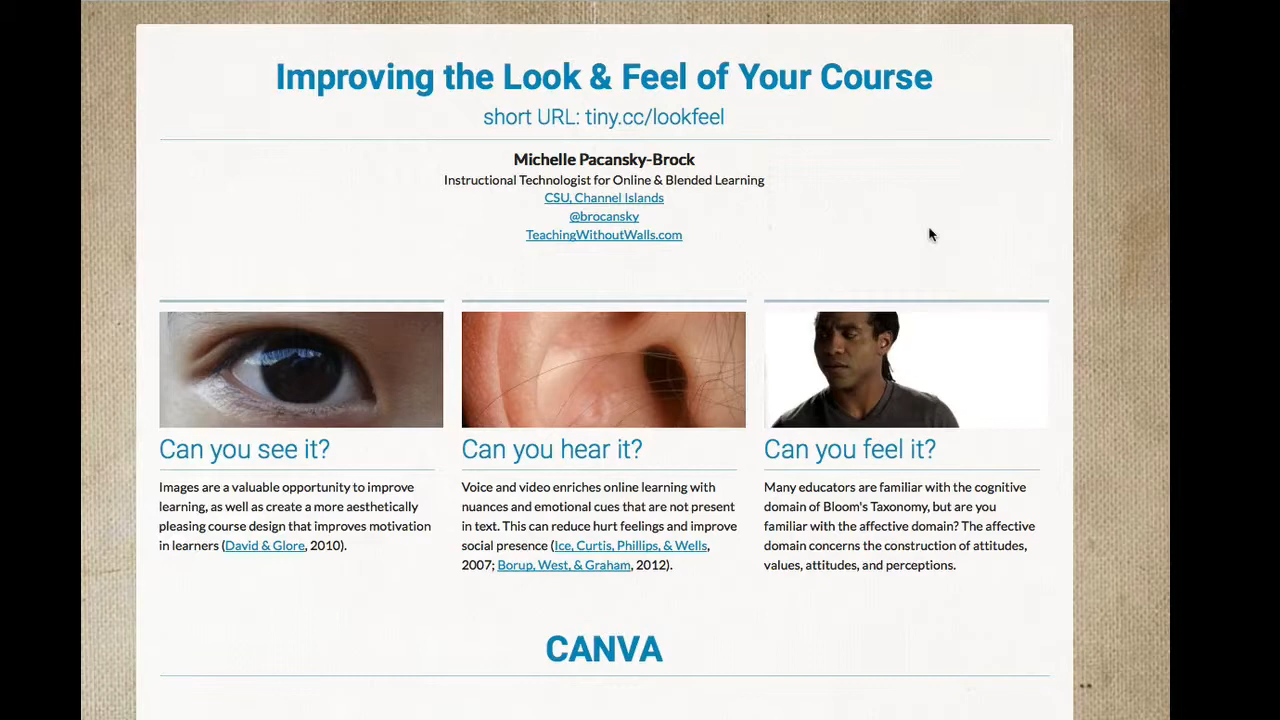 Improving the Look & Feel of Your Course
short URL: tiny.cc/lookfeel
Michelle Pacansky-Brock
Instructional Technologist for Online & Blended Learning
CSU, Channel Islands
@brocansky
TeachingWithoutWalls.com
Can you see it?
Images are a valuable opportunity to improve
learning, as well as create a more aesthetically
pleasing course design that improves motivation
in learners (David & Glore, 2010).
Can you hear it?
Voice and video enriches online learning with
nuances and emotional cues that are not present
in text. This can reduce hurt feelings and improve
social presence (Ice, Curtis, Phillips, & Wells,
2007; Borup, West, & Graham, 2012).
Can you feel it?
Many educators are familiar with the cognitive
domain of Bloom's Taxonomy, but are you
familiar with the affective domain? The affective
domain concerns the construction of attitudes,
values, attitudes, and perceptions.
CANVA